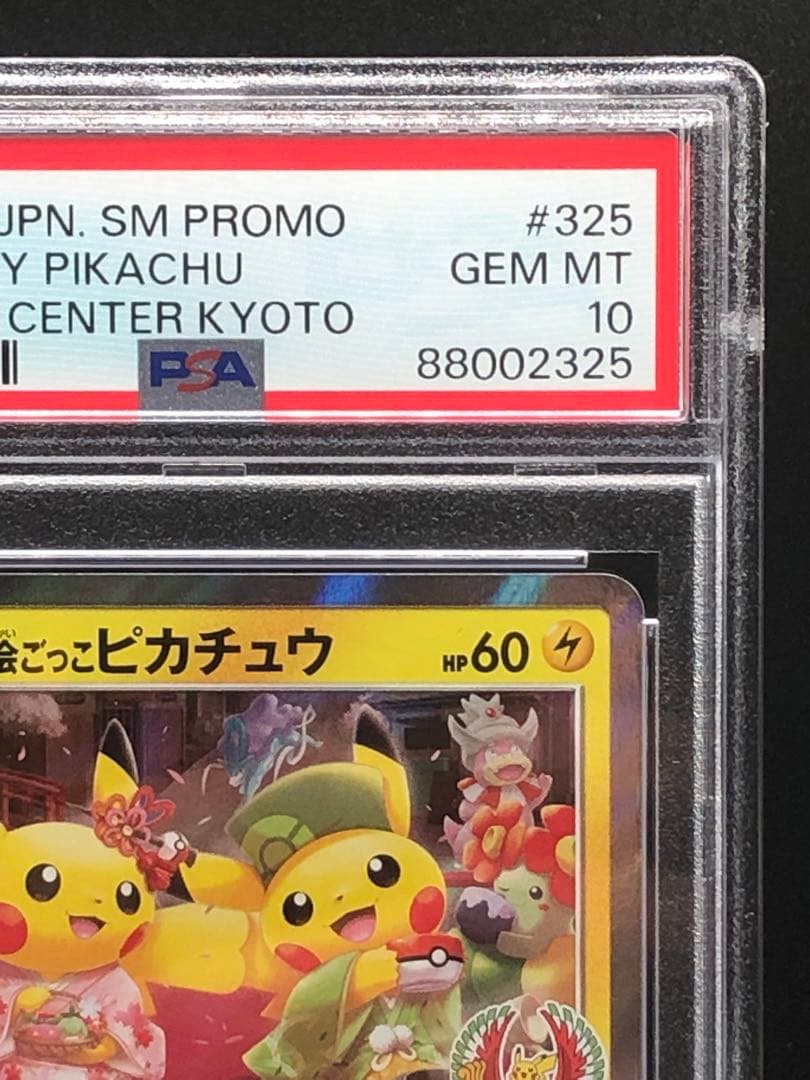 JPN. SM PROMO #325
Y PIKACHU GEM MT
CENTER KYOTO 10
PSA 88002325
絵ごっこピカチュウ HP60